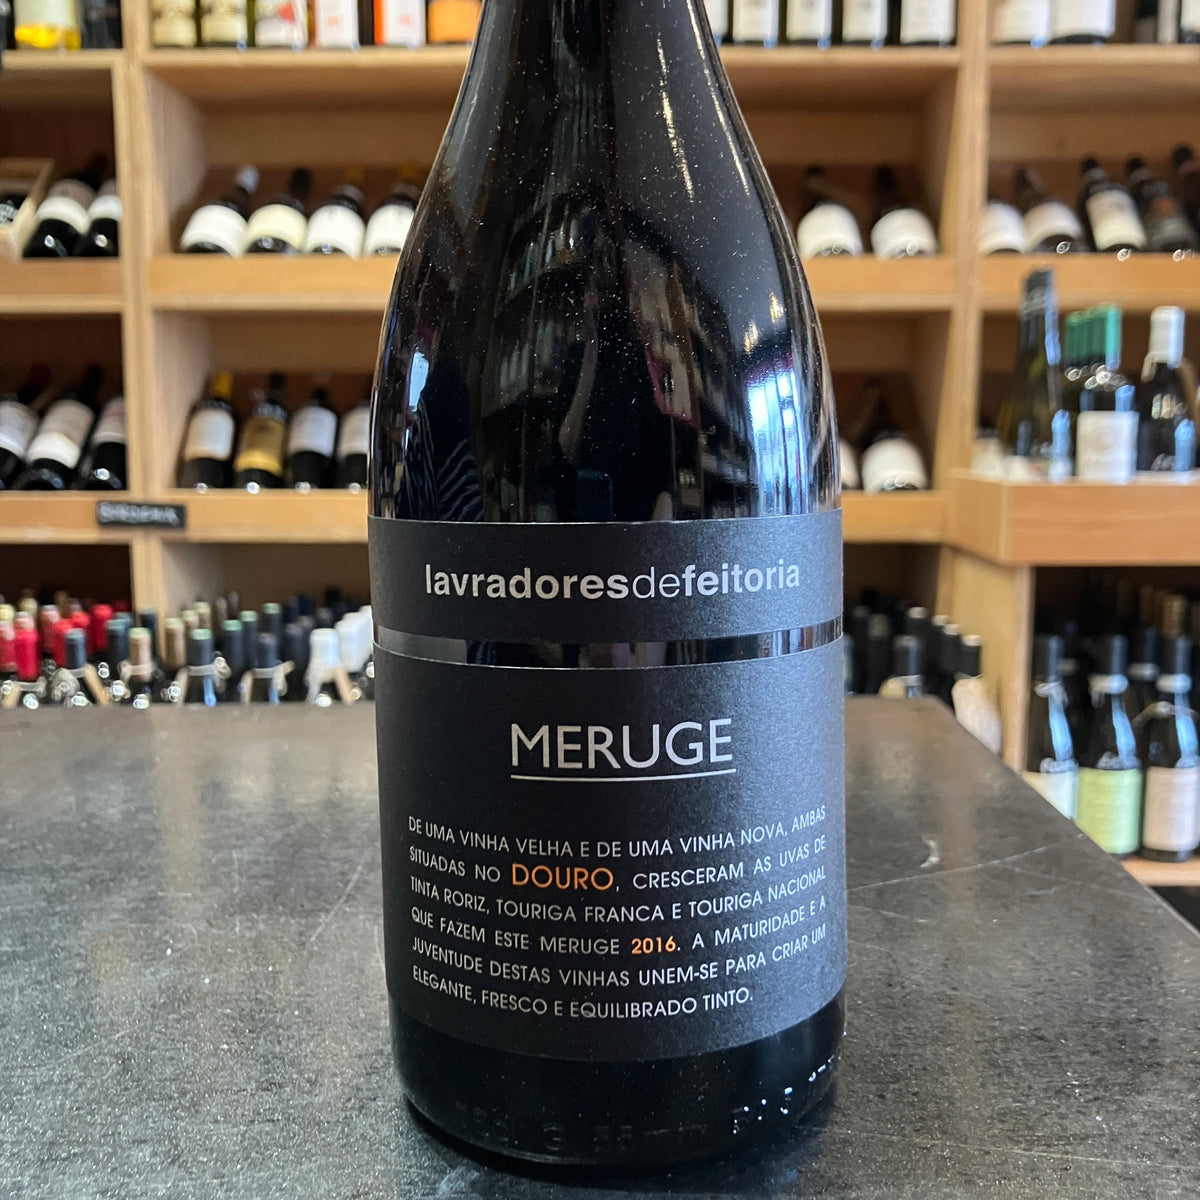 lavradoresdefeitoria
MERUGE
DE UMA VINHA VELHA E DE UMA VINHA NOVA, AMBAS
SITUADAS NO DOURO, CRESCERAM AS UVAS DE
TINTA RORIZ, TOURIGA FRANCA E TOURIGA NACIONAL
QUE FAZEM ESTE MERUGE 2016. A MATURIDADE E A
JUVENTUDE DESTAS VINHAS UNEM-SE PARA CRIAR UM
ELEGANTE, FRESCO E EQUILIBRADO TINTO.